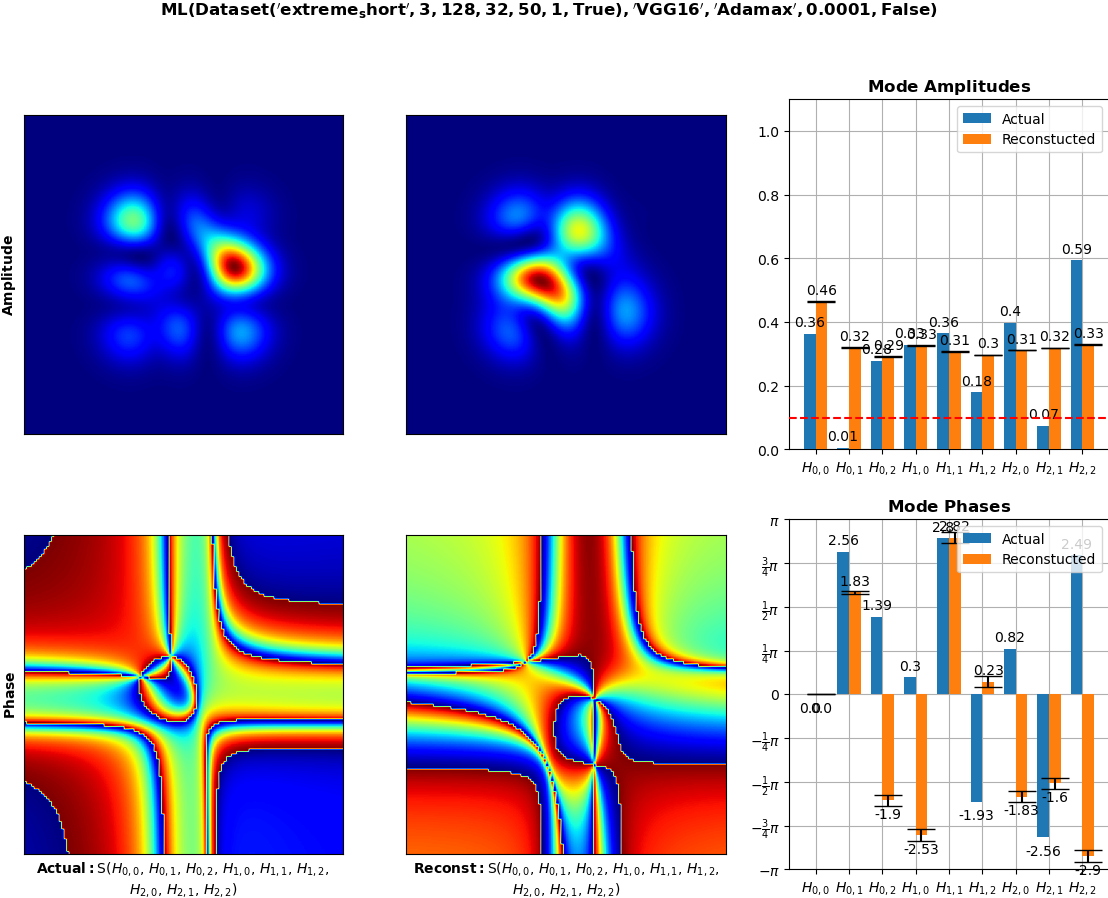 ML(Dataset('extreme_short', 3, 128, 32, 50, 1, True), 'VGG16', 'Adamax', 0.0001, False)
Amplitude
Mode Amplitudes
Actual
Reconstucted
1.0
0.8
0.6
0.4
0.2
0.0
0.36
0.46
0.01
0.32
0.28
0.29
0.33
0.33
0.36
0.31
0.18
0.3
0.4
0.31
0.07
0.32
0.59
0.33
H0,0 H0,1 H0,2 H1,0 H1,1 H1,2 H2,0 H2,1 H2,2
Phase
Mode Phases
Actual
Reconstucted
π
3/4π
1/2π
1/4π
0
−1/4π
−1/2π
−3/4π
−π
0.0
2.56
1.83
1.39
-1.9
0.3
-2.53
2.82
-1.93
0.23
0.82
-1.83
-2.56
-1.6
2.49
-2.9
H0,0 H0,1 H0,2 H1,0 H1,1 H1,2 H2,0 H2,1 H2,2
Actual: S(H0,0, H0,1, H0,2, H1,0, H1,1, H1,2,
H2,0, H2,1, H2,2)
Reconst: S(H0,0, H0,1, H0,2, H1,0, H1,1, H1,2,
H2,0, H2,1, H2,2)